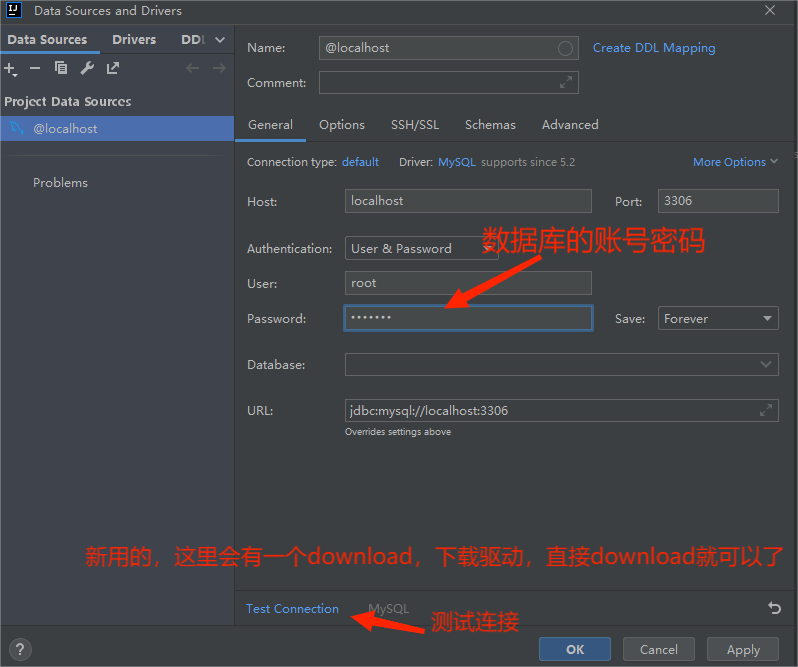 Data Sources and Drivers
Data Sources Drivers DDL
Project Data Sources
@localhost
Problems
Name: @localhost Create DDL Mapping
Comment:
General Options SSH/SSL Schemas Advanced
Connection type: default Driver: MySQL supports since 5.2 More Options
Host: localhost Port: 3306
数据库的账号密码
Authentication: User & Password
User: root
Password: ••••••• Save: Forever
Database:
URL: jdbc:mysql://localhost:3306
Overrides settings above
新用的，这里会有一个download，下载驱动，直接download就可以了
Test Connection MySQL
测试连接
? OK Cancel Apply